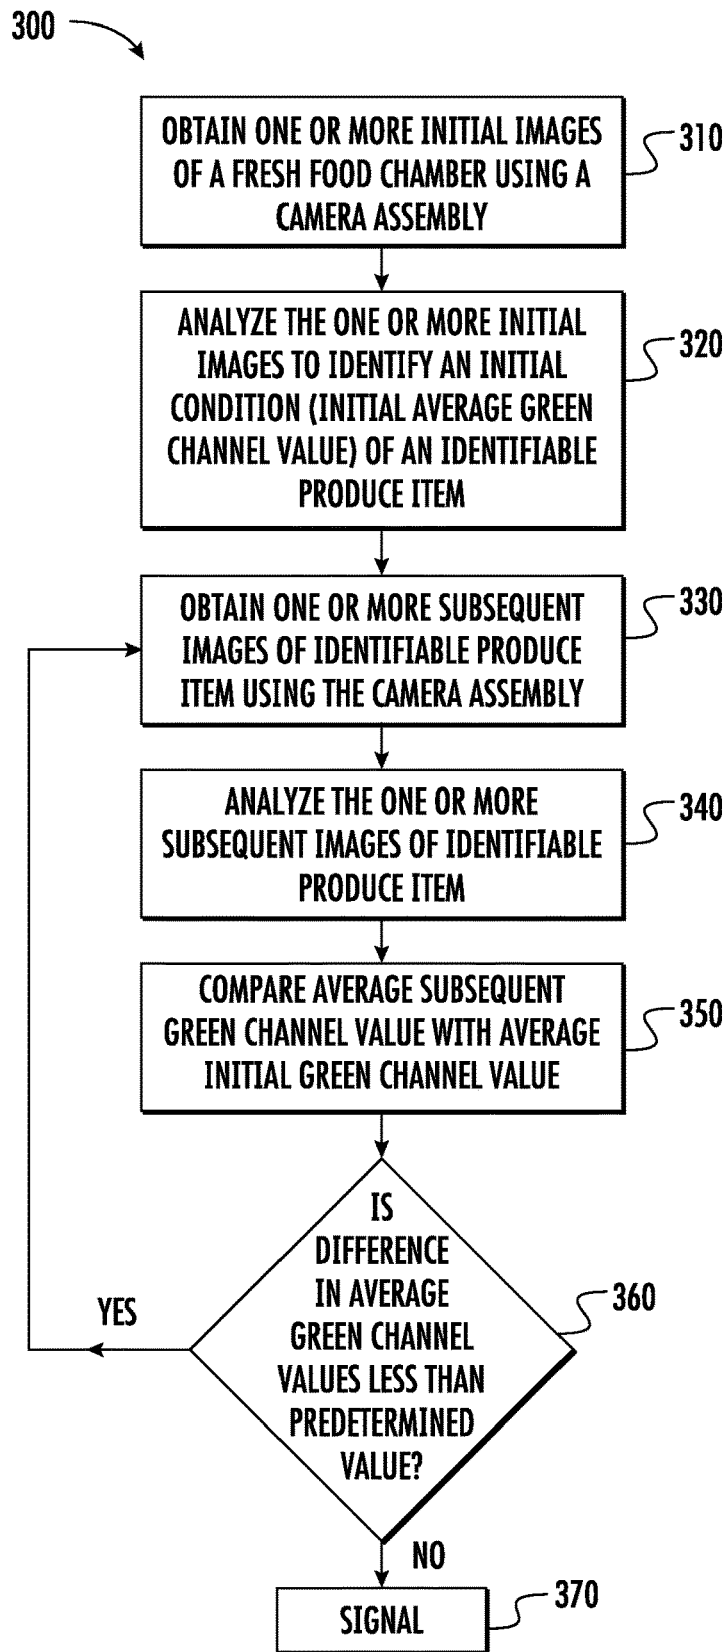 300
OBTAIN ONE OR MORE INITIAL IMAGES
OF A FRESH FOOD CHAMBER USING A
CAMERA ASSEMBLY
310
ANALYZE THE ONE OR MORE INITIAL
IMAGES TO IDENTIFY AN INITIAL
CONDITION (INITIAL AVERAGE GREEN
CHANNEL VALUE) OF AN IDENTIFIABLE
PRODUCE ITEM
320
OBTAIN ONE OR MORE SUBSEQUENT
IMAGES OF IDENTIFIABLE PRODUCE
ITEM USING THE CAMERA ASSEMBLY
330
ANALYZE THE ONE OR MORE
SUBSEQUENT IMAGES OF IDENTIFIABLE
PRODUCE ITEM
340
COMPARE AVERAGE SUBSEQUENT
GREEN CHANNEL VALUE WITH AVERAGE
INITIAL GREEN CHANNEL VALUE
350
IS
DIFFERENCE
IN AVERAGE
GREEN CHANNEL
VALUES LESS THAN
PREDETERMINED
VALUE?
360
YES
NO
SIGNAL
370